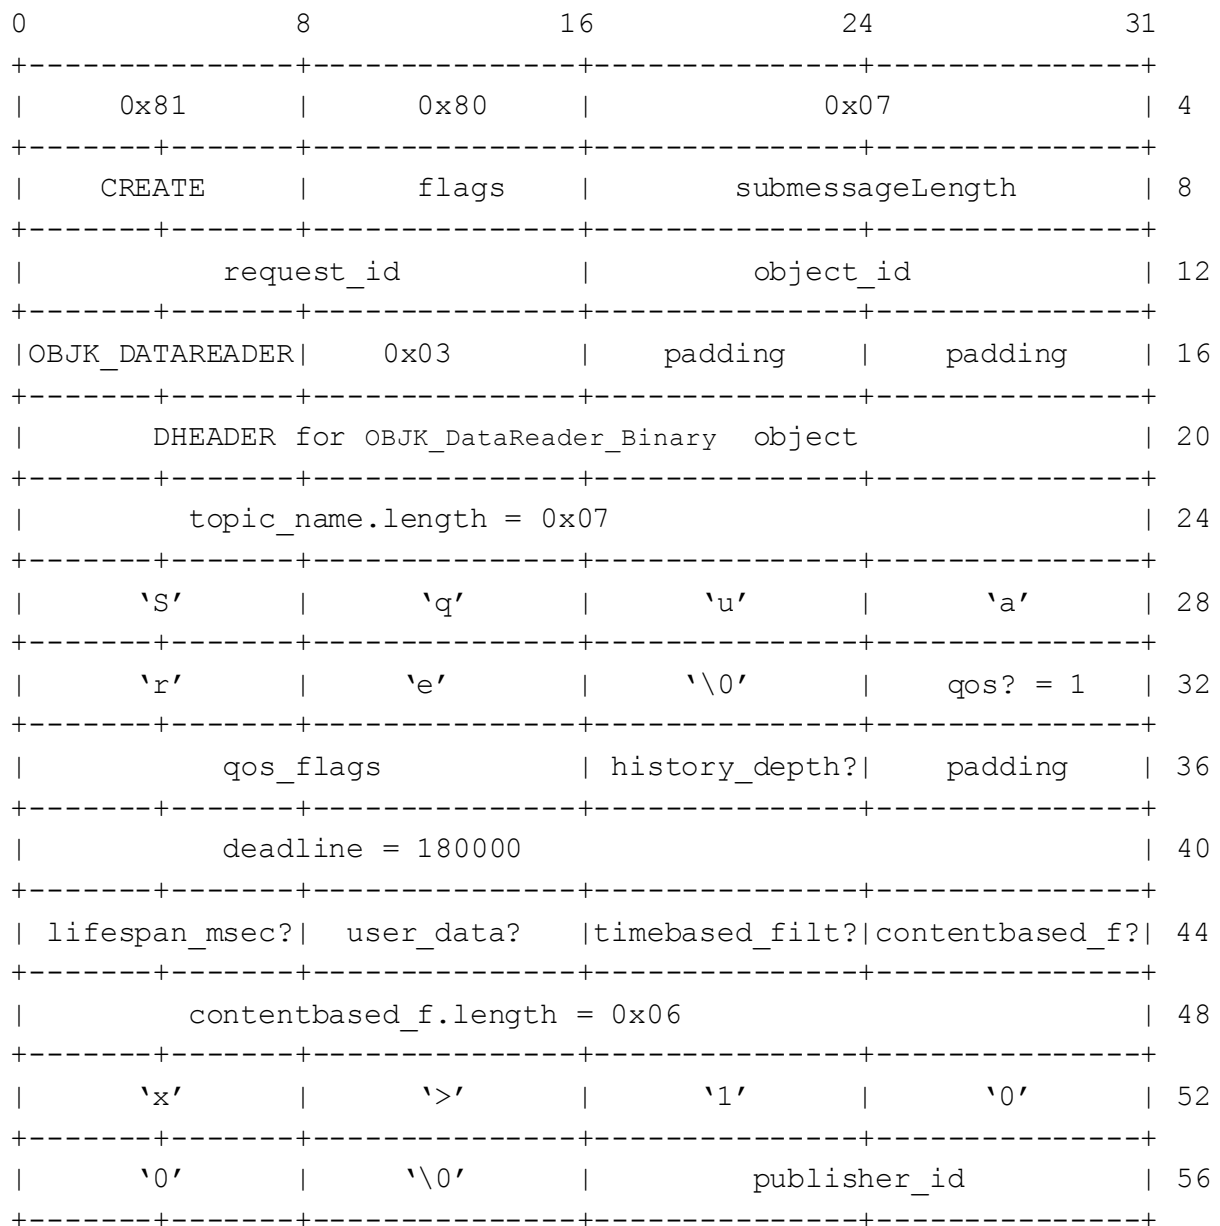 0 8 16 24 31
+---------------+---------------+---------------+---------------+
| 0x81 | 0x80 | 0x07 | 4
+-------+-------+---------------+---------------+---------------+
| CREATE | flags | submessageLength | 8
+-------+-------+---------------+---------------+---------------+
| request_id | object_id | 12
+-------+-------+---------------+---------------+---------------+
|OBJK_DATAREADER| 0x03 | padding | padding | 16
+-------+-------+---------------+---------------+---------------+
| DHEADER for OBJK_DataReader_Binary object | 20
+-------+-------+---------------+---------------+---------------+
| topic_name.length = 0x07 | 24
+-------+-------+---------------+---------------+---------------+
| ‘S’ | ‘q’ | ‘u’ | ‘a’ | 28
+-------+-------+---------------+---------------+---------------+
| ‘r’ | ‘e’ | ‘\0’ | qos? = 1 | 32
+-------+-------+---------------+---------------+---------------+
| qos_flags | history_depth?| padding | 36
+-------+-------+---------------+---------------+---------------+
| deadline = 180000 | 40
+-------+-------+---------------+---------------+---------------+
| lifespan_msec?| user_data? |timebased_filt?|contentbased_f?| 44
+-------+-------+---------------+---------------+---------------+
| contentbased_f.length = 0x06 | 48
+-------+-------+---------------+---------------+---------------+
| ‘x’ | ‘>’ | ‘1’ | ‘0’ | 52
+-------+-------+---------------+---------------+---------------+
| ‘0’ | ‘\0’ | publisher_id | 56
+-------+-------+---------------+---------------+---------------+